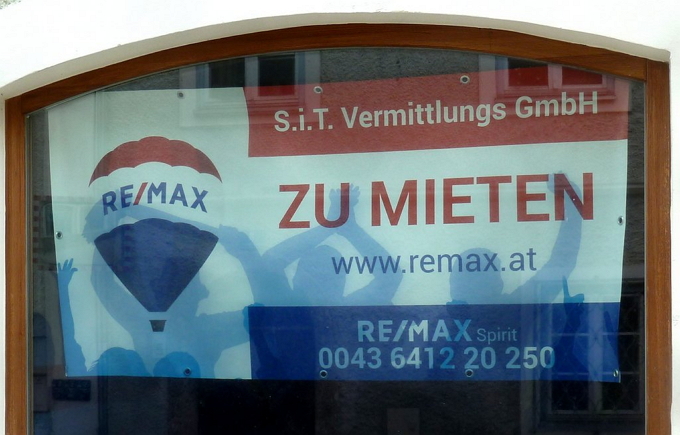 S.i.T. Vermittlungs GmbH
RE/MAX
ZU MIETEN
www.remax.at
RE/MAX Spirit
0043 6412 20 250